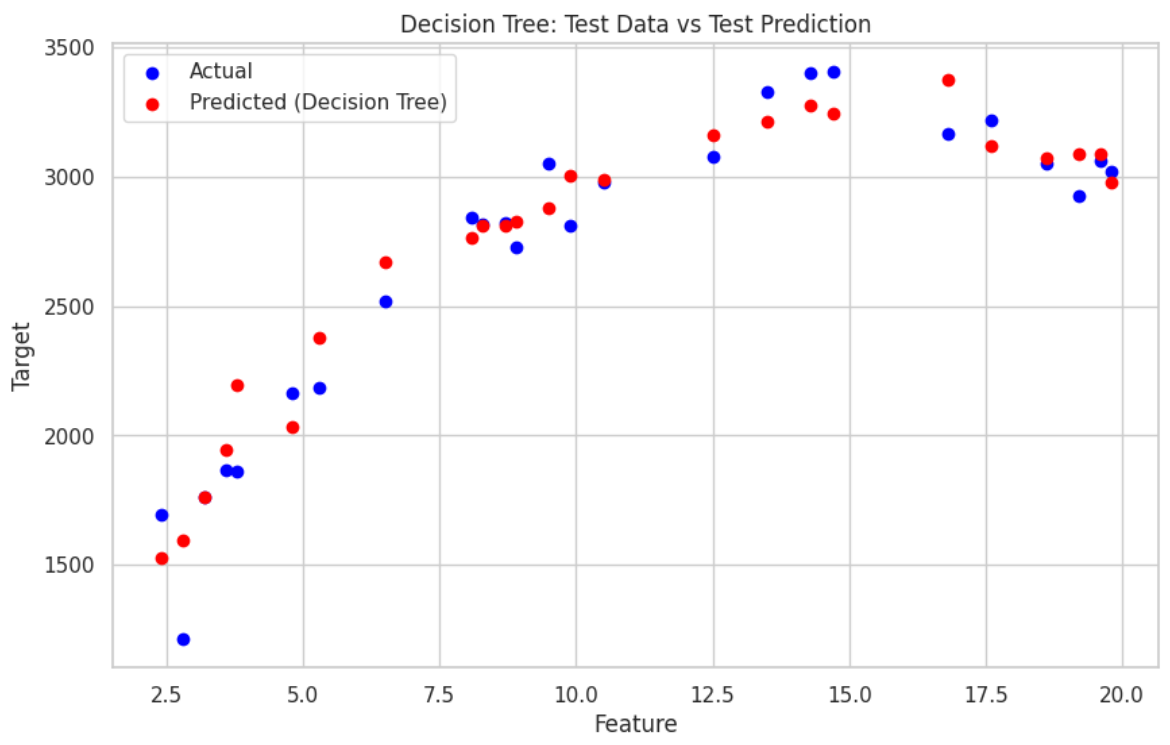 Decision Tree: Test Data vs Test Prediction
3500
Actual
Predicted (Decision Tree)
3000
2500
Target
2000
1500
2.5 5.0 7.5 10.0 12.5 15.0 17.5 20.0
Feature